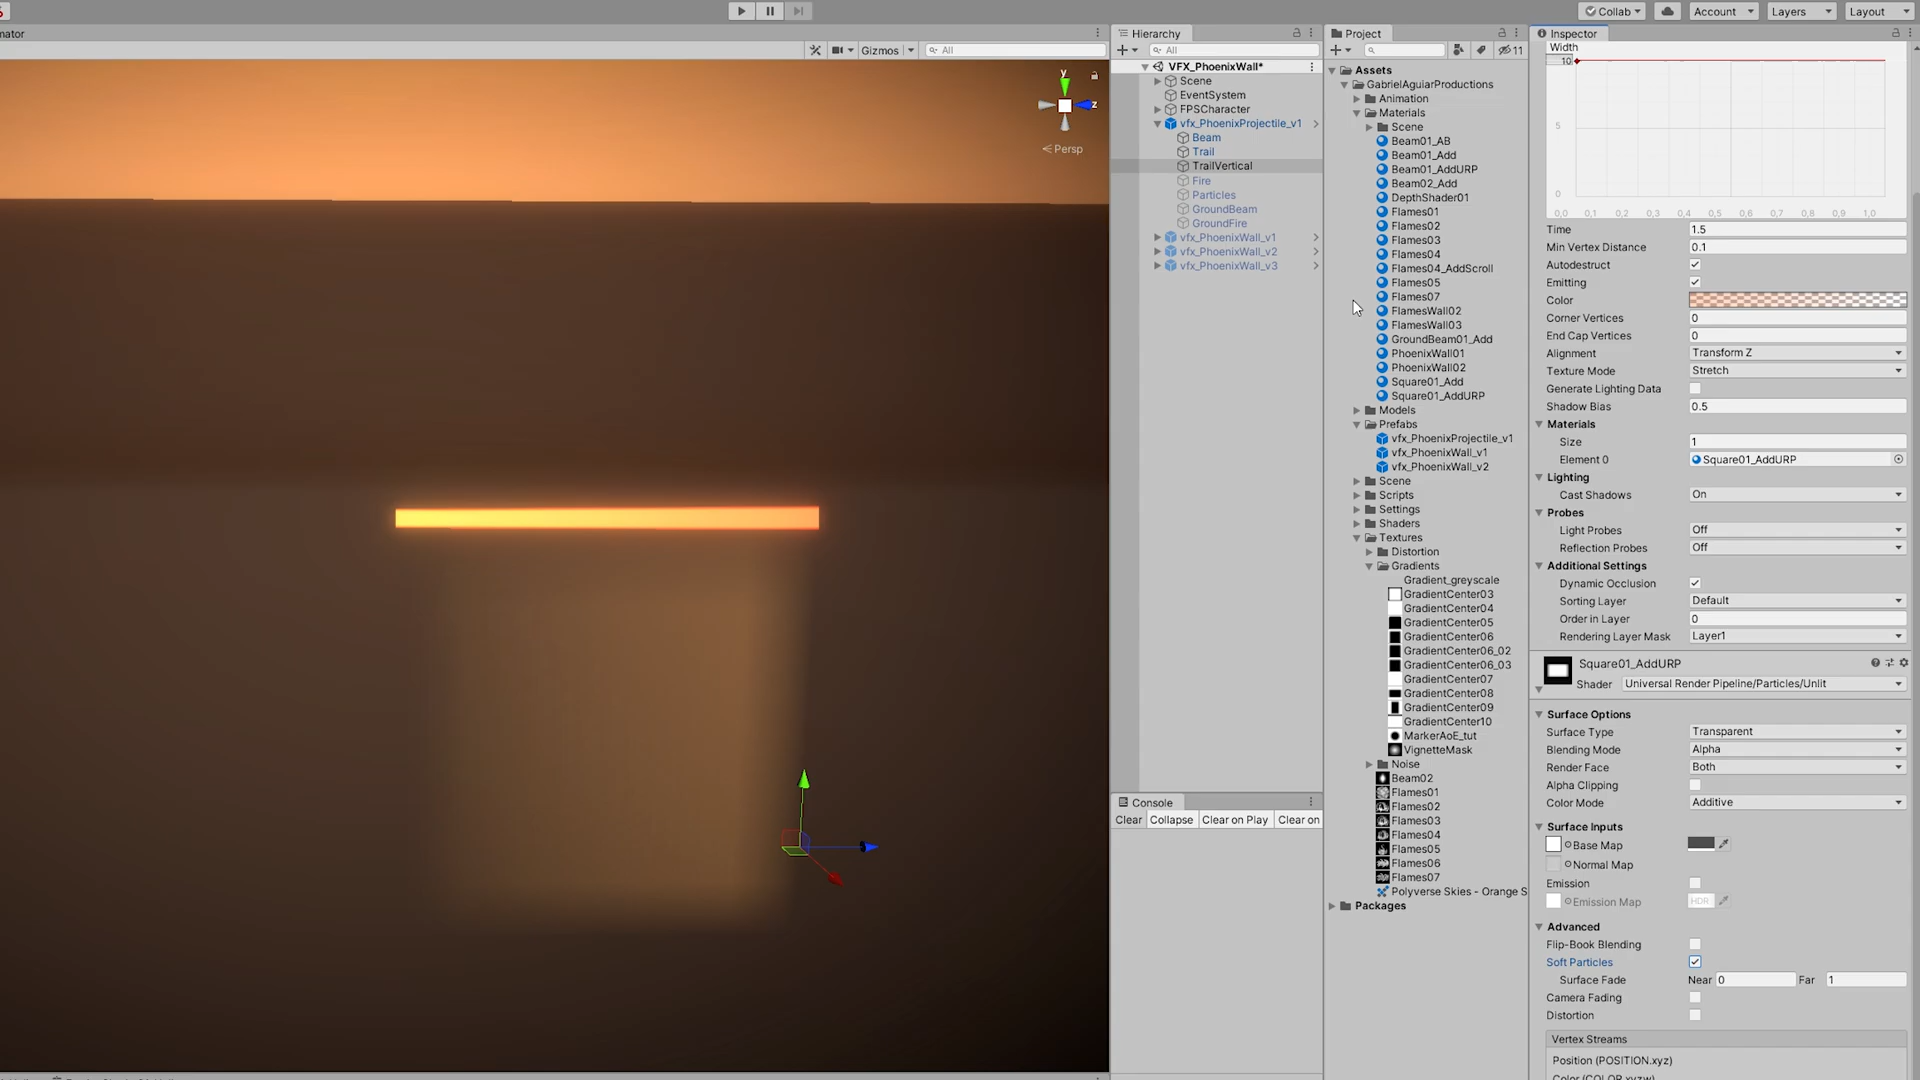 Collab
Account
Layers
Layout
ator
Gizmos
All
y
z
Persp
Hierarchy
All
VFX_PhoenixWall*
Scene
EventSystem
FPSCharacter
vfx_PhoenixProjectile_v1
Beam
Trail
TrailVertical
Fire
Particles
GroundBeam
GroundFire
vfx_PhoenixWall_v1
vfx_PhoenixWall_v2
vfx_PhoenixWall_v3
Console
Clear
Collapse
Clear on Play
Clear on
Project
11
Assets
GabrielAguiarProductions
Animation
Materials
Scene
Beam01_AB
Beam01_Add
Beam01_AddURP
Beam02_Add
DepthShader01
Flames01
Flames02
Flames03
Flames04
Flames04_AddScroll
Flames05
Flames07
FlamesWall02
FlamesWall03
GroundBeam01_Add
PhoenixWall01
PhoenixWall02
Square01_Add
Square01_AddURP
Models
Prefabs
vfx_PhoenixProjectile_v1
vfx_PhoenixWall_v1
vfx_PhoenixWall_v2
Scene
Scripts
Settings
Shaders
Textures
Distortion
Gradients
Gradient_greyscale
GradientCenter03
GradientCenter04
GradientCenter05
GradientCenter06
GradientCenter06_02
GradientCenter06_03
GradientCenter07
GradientCenter08
GradientCenter09
GradientCenter10
MarkerAoE_tut
VignetteMask
Noise
Beam02
Flames01
Flames02
Flames03
Flames04
Flames05
Flames06
Flames07
Polyverse Skies - Orange S
Packages
Inspector
Width
10
5
0
0,0 0,1 0,2 0,3 0,4 0,5 0,6 0,7 0,8 0,9 1,0
Time 1.5
Min Vertex Distance 0.1
Autodestruct
Emitting
Color
Corner Vertices 0
End Cap Vertices 0
Alignment Transform Z
Texture Mode Stretch
Generate Lighting Data
Shadow Bias 0.5
Materials
Size 1
Element 0 Square01_AddURP
Lighting
Cast Shadows On
Probes
Light Probes Off
Reflection Probes Off
Additional Settings
Dynamic Occlusion
Sorting Layer Default
Order in Layer 0
Rendering Layer Mask Layer1
Square01_AddURP
Shader Universal Render Pipeline/Particles/Unlit
Surface Options
Surface Type Transparent
Blending Mode Alpha
Render Face Both
Alpha Clipping
Color Mode Additive
Surface Inputs
Base Map
Normal Map
Emission
Emission Map HDR
Advanced
Flip-Book Blending
Soft Particles
Surface Fade Near 0 Far 1
Camera Fading
Distortion
Vertex Streams
Position (POSITION.xyz)
Color (COLOR.xyzw)